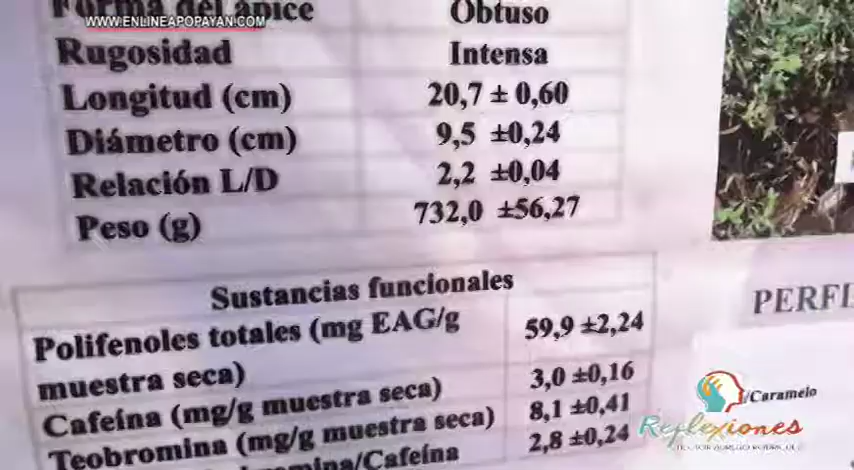 Forma del ápice Obtuso
WWW.ENLINEAPOPAYAN.COM
Rugosidad Intensa
Longitud (cm) 20,7 ± 0,60
Diámetro (cm) 9,5 ±0,24
Relación L/D 2,2 ±0,04
Peso (g) 732,0 ±56,27
Sustancias funcionales
Polifenoles totales (mg EAG/g 59,9 ±2,24
muestra seca)
Cafeína (mg/g muestra seca) 3,0 ±0,16
Teobromina (mg/g muestra seca) 8,1 ±0,41
mina/Cafeína 2,8 ±0,24
PERFI
/Caramelo
Reflexiones